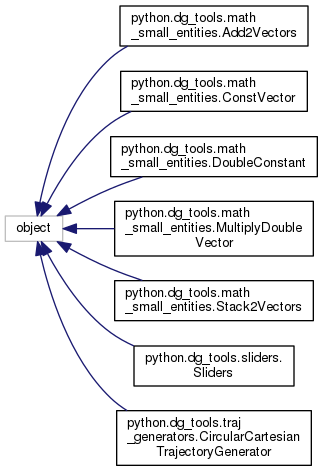 python.dg_tools.math
_small_entities.Add2Vectors
python.dg_tools.math
_small_entities.ConstVector
python.dg_tools.math
_small_entities.DoubleConstant
object
python.dg_tools.math
_small_entities.MultiplyDouble
Vector
python.dg_tools.math
_small_entities.Stack2Vectors
python.dg_tools.sliders.
Sliders
python.dg_tools.traj
_generators.CircularCartesian
TrajectoryGenerator